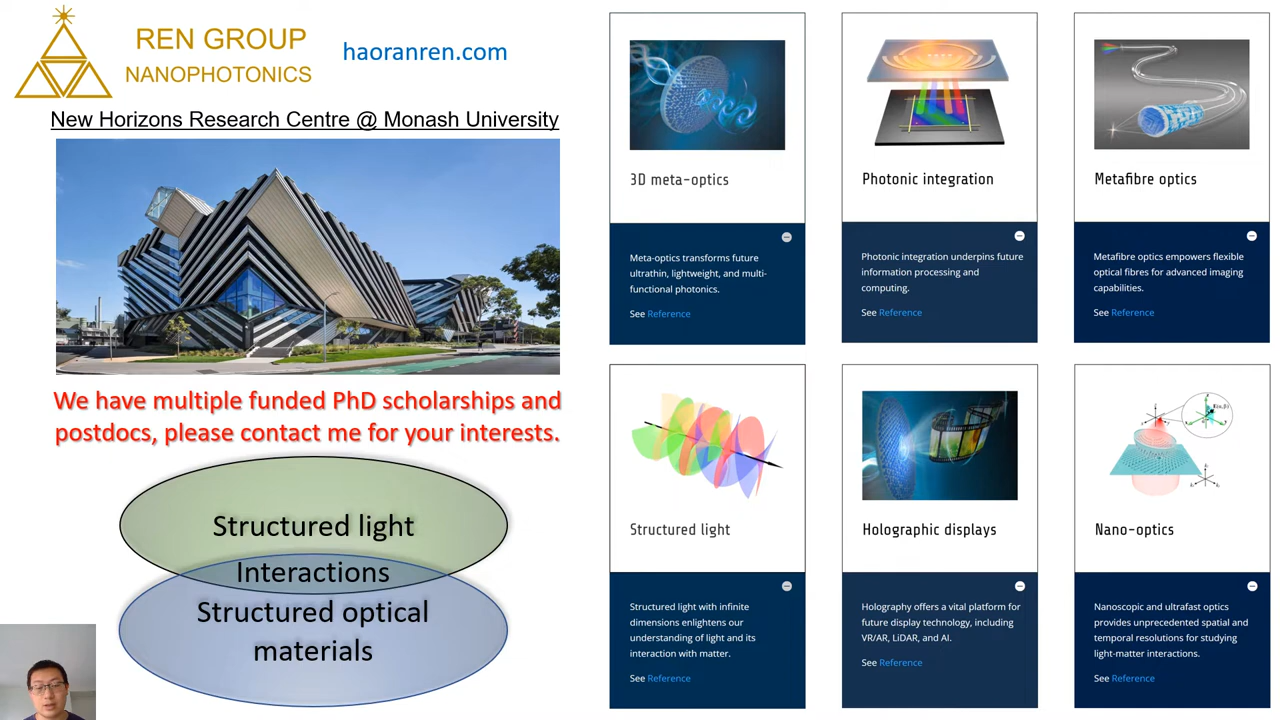 REN GROUP
NANOPHOTONICS
haoranren.com
New Horizons Research Centre @ Monash University
We have multiple funded PhD scholarships and
postdocs, please contact me for your interests.
Structured light
Interactions
Structured optical
materials
3D meta-optics
Meta-optics transforms future
ultrathin, lightweight, and multi-
functional photonics.
See Reference
Photonic integration
Photonic integration underpins future
information processing and
computing.
See Reference
Metafibre optics
Metafibre optics empowers flexible
optical fibres for advanced imaging
capabilities.
See Reference
Structured light
Structured light with infinite
dimensions enlightens our
understanding of light and its
interaction with matter.
See Reference
Holographic displays
Holography offers a vital platform for
future display technology, including
VR/AR, LiDAR, and AI.
See Reference
Nano-optics
Nanoscopic and ultrafast optics
provides unprecedented spatial and
temporal resolutions for studying
light-matter interactions.
See Reference